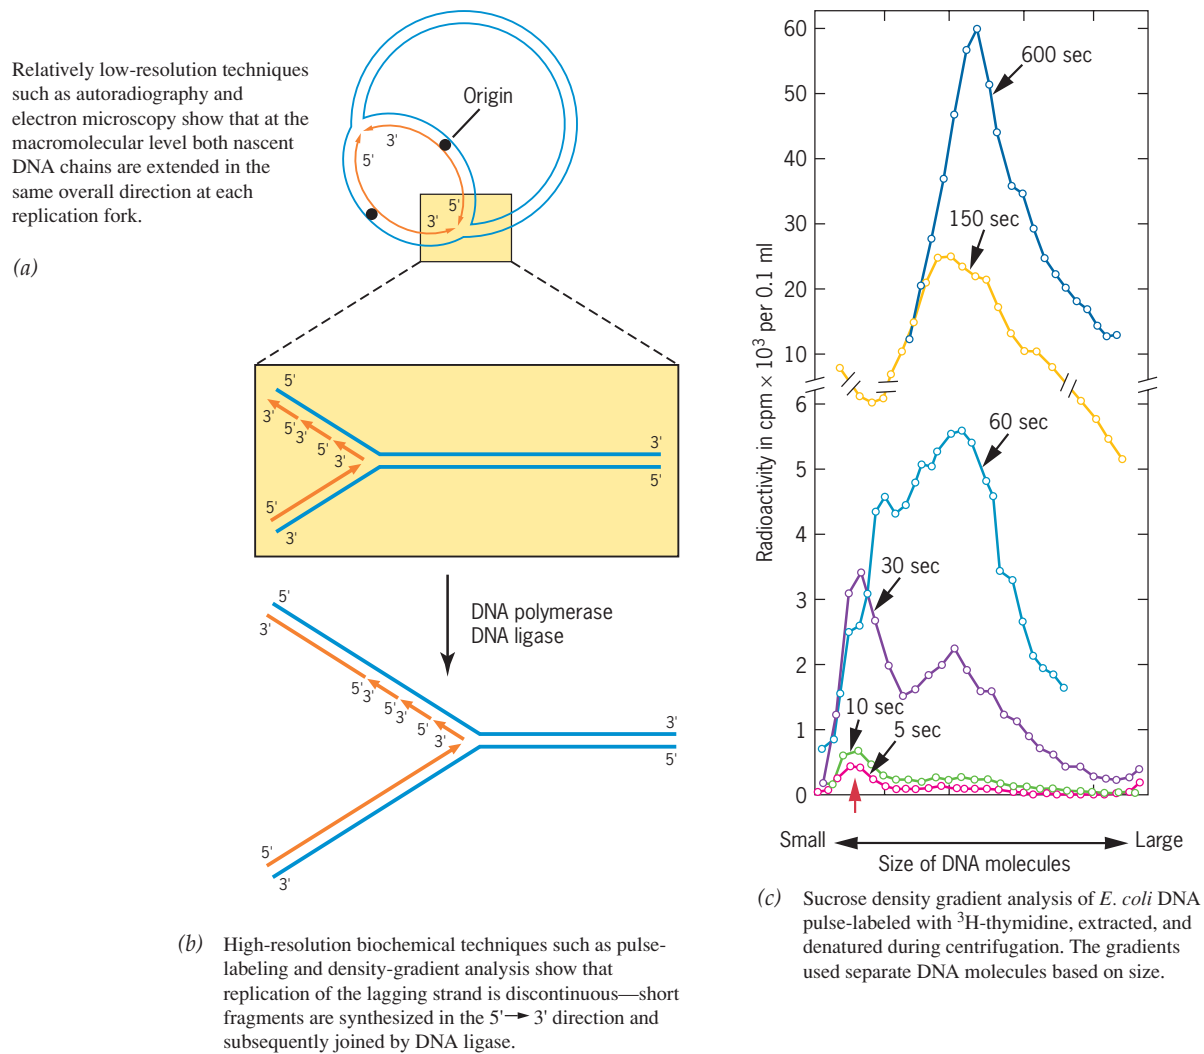 Relatively low-resolution techniques
such as autoradiography and
electron microscopy show that at the
macromolecular level both nascent
DNA chains are extended in the
same overall direction at each
replication fork.
(a)
Origin
3'
5'
5'
3'
5'
3'
5'
3'
5'
3'
3'
5'
5'
3'
DNA polymerase
DNA ligase
5'
3'
5'
3'
5'
3'
5'
3'
3'
5'
5'
3'
(b) High-resolution biochemical techniques such as pulse-
labeling and density-gradient analysis show that
replication of the lagging strand is discontinuous—short
fragments are synthesized in the 5'→ 3' direction and
subsequently joined by DNA ligase.
Radioactivity in cpm × 10³ per 0.1 ml
60
50
40
30
20
10
6
5
4
3
2
1
0
600 sec
150 sec
60 sec
30 sec
10 sec
5 sec
Small Large
Size of DNA molecules
(c) Sucrose density gradient analysis of E. coli DNA
pulse-labeled with ³H-thymidine, extracted, and
denatured during centrifugation. The gradients
used separate DNA molecules based on size.